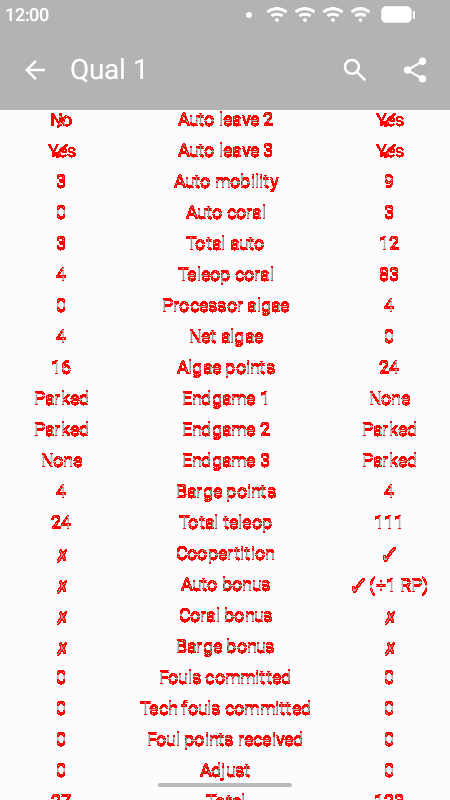 12:00
Qual 1
No Auto leave 2 Yes
Yes Auto leave 3 Yes
3 Auto mobility 9
0 Auto coral 3
3 Total auto 12
4 Teleop coral 83
0 Processor algae 4
4 Net algae 0
16 Algae points 24
Parked Endgame 1 None
Parked Endgame 2 Parked
None Endgame 3 Parked
4 Barge points 4
24 Total teleop 111
✗ Coopertition ✓
✗ Auto bonus ✓ (+1 RP)
✗ Coral bonus ✗
✗ Barge bonus ✗
0 Fouls committed 0
0 Tech fouls committed 0
0 Foul points received 0
0 Adjust 0
Total